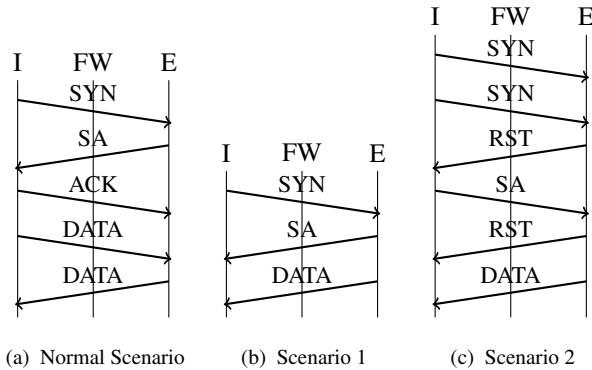 I FW E
SYN
SA
ACK
DATA
DATA
(a) Normal Scenario
I FW E
SYN
SA
DATA
(b) Scenario 1
I FW E
SYN
SYN
RST
SA
RST
DATA
(c) Scenario 2